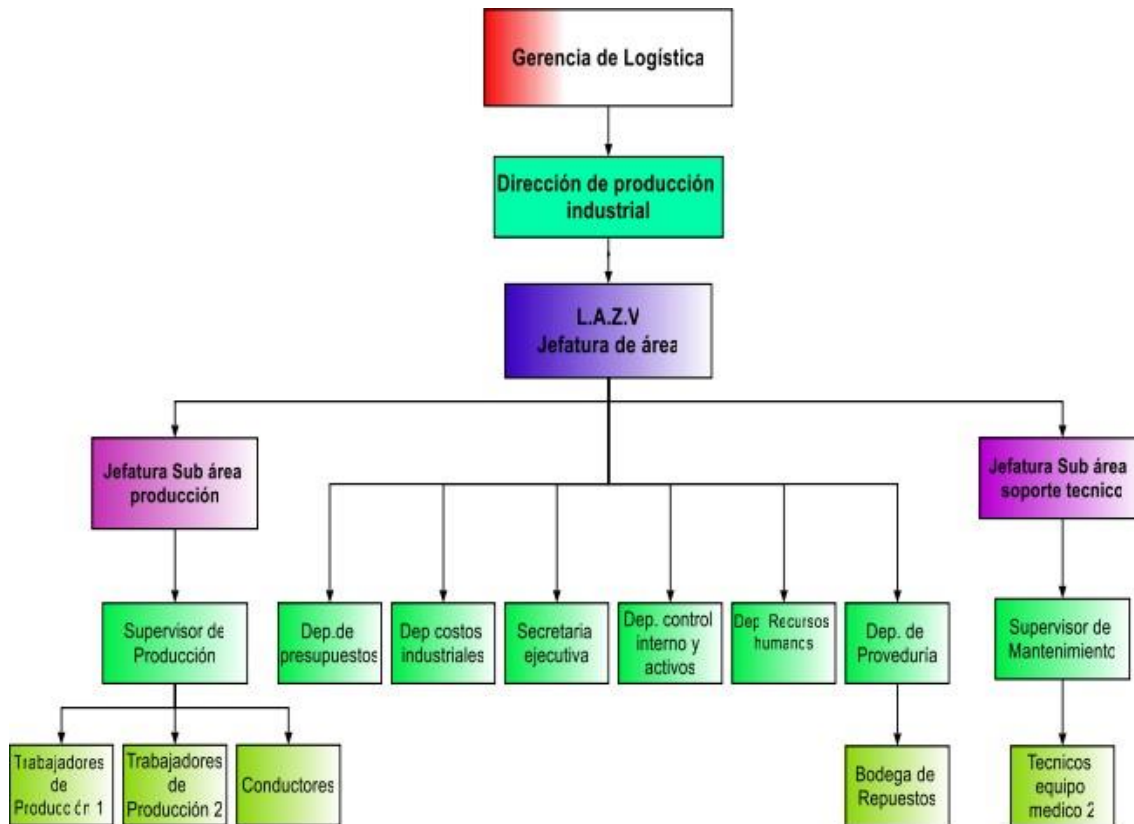 Gerencia de Logística
Dirección de producción
industrial
L.A.Z.V
Jefatura de área
Jefatura Sub área
producción
Jefatura Sub área
soporte tecnico
Supervisor de
Producción
Dep.de
presupuestos
Dep costos
industriales
Secretaria
ejecutiva
Dep. control
interno y
activos
Dep. Recursos
humanos
Dep. de
Proveduría
Supervisor de
Mantenimiento
Trabajadores
de
Producción 1
Trabajadores
de
Producción 2
Conductores
Bodega de
Repuestos
Tecnicos
equipo
medico 2